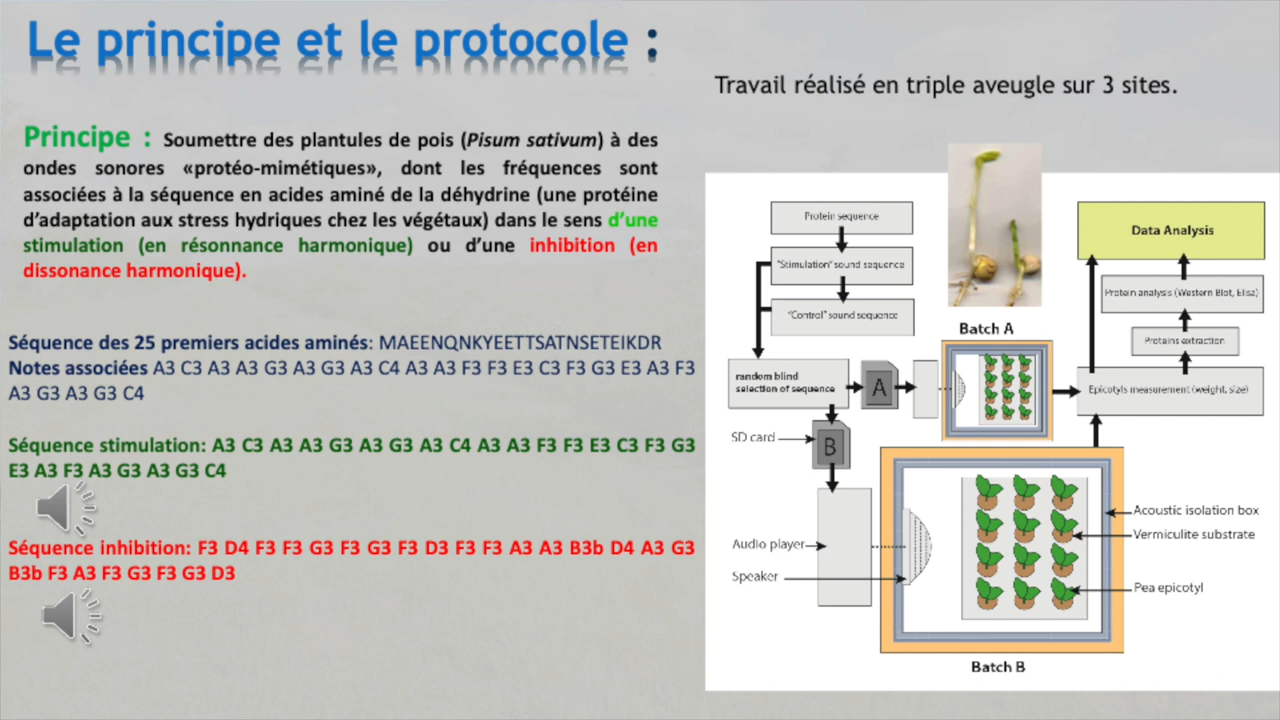 Le principe et le protocole :
Travail réalisé en triple aveugle sur 3 sites.
Principe : Soumettre des plantules de pois (Pisum sativum) à des
ondes sonores «protéo-mimétiques», dont les fréquences sont
associées à la séquence en acides aminé de la déhydrine (une protéine
d'adaptation aux stress hydriques chez les végétaux) dans le sens d'une
stimulation (en résonnance harmonique) ou d'une inhibition (en
dissonance harmonique).
Séquence des 25 premiers acides aminés: MAEENQNKYEETTSATNSETEIKDR
Notes associées A3 C3 A3 A3 G3 A3 G3 A3 C4 A3 A3 F3 F3 E3 C3 F3 G3 E3 A3 F3
A3 G3 A3 G3 C4
Séquence stimulation: A3 C3 A3 A3 G3 A3 G3 A3 C4 A3 A3 F3 F3 E3 C3 F3 G3
E3 A3 F3 A3 G3 A3 G3 C4
Séquence inhibition: F3 D4 F3 F3 G3 F3 G3 F3 D3 F3 F3 A3 A3 B3b D4 A3 G3
B3b F3 A3 F3 G3 F3 G3 D3
Protein sequence
"Stimulation" sound sequence
"Control" sound sequence
random blind
selection of sequence
A
SD card
B
Audio player
Speaker
Batch A
Data Analysis
Protein analysis (Western Blot, Elisa)
Proteins extraction
Epicotyls measurement (weight, size)
Acoustic isolation box
Vermiculite substrate
Pea epicotyl
Batch B